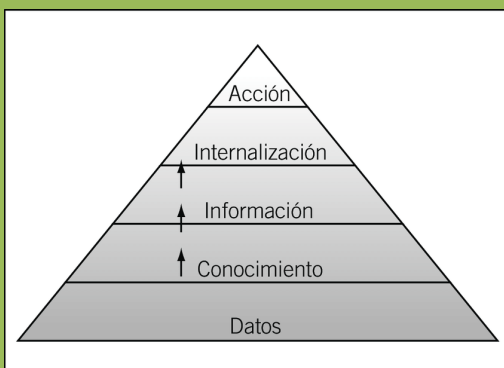 Acción
Internalización
Información
Conocimiento
Datos